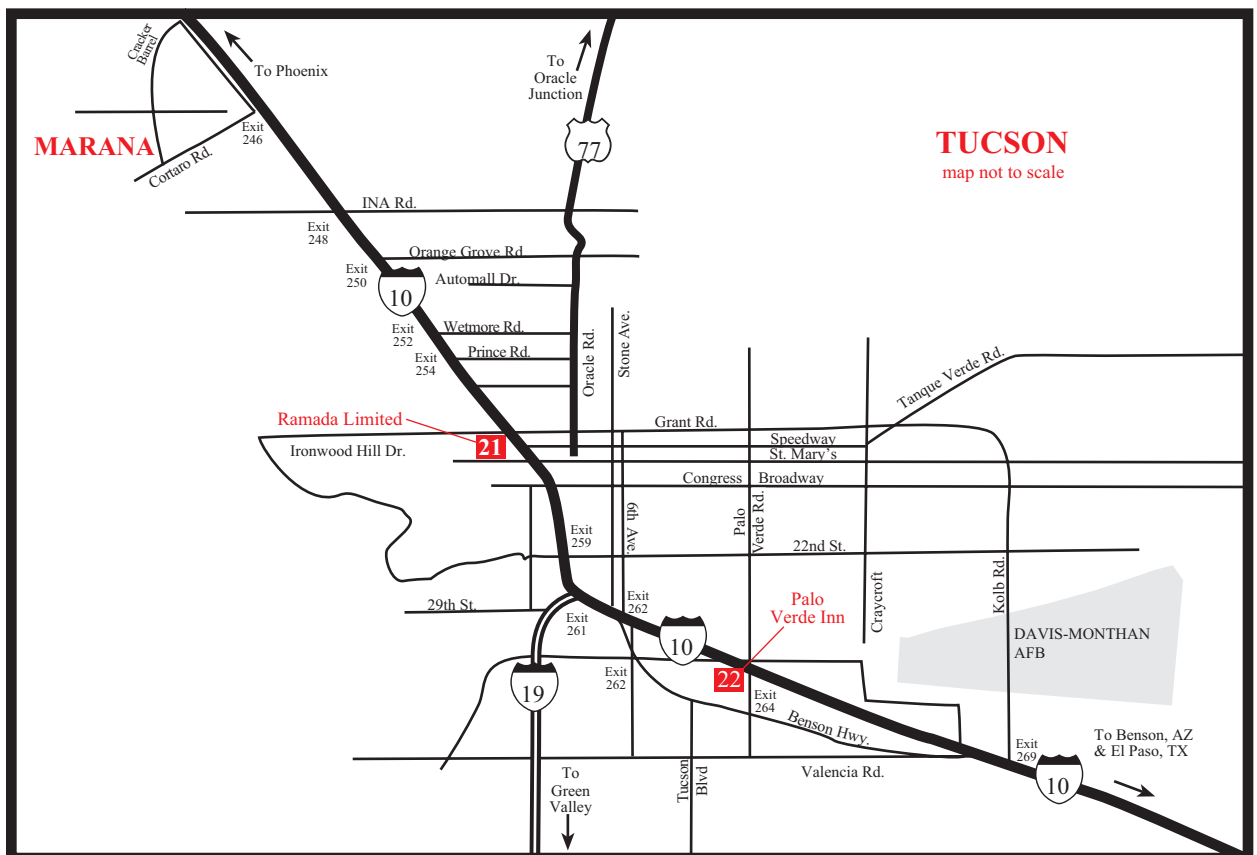 Cracker
Barrel
To Phoenix
To
Oracle
Junction
77
TUCSON
map not to scale
Exit
246
MARANA
Cortaro Rd.
INA Rd.
Exit
248
Orange Grove Rd
Exit
250
Automall Dr.
10
Wetmore Rd.
Exit
252
Prince Rd.
Exit
254
Oracle Rd.
Stone Ave.
Tanque Verde Rd.
Ramada Limited
21
Grant Rd.
Ironwood Hill Dr.
Speedway
St. Mary's
Congress
Broadway
6th Ave.
Palo
Verde Rd.
Exit
259
22nd St.
Craycroft
Kolb Rd.
29th St.
Exit
261
Exit
262
Palo
Verde Inn
DAVIS-MONTHAN
AFB
10
19
Exit
262
22
Exit
264
Benson Hwy.
To Benson, AZ
& El Paso, TX
Exit
269
10
Valencia Rd.
To
Green
Valley
Tucson
Blvd